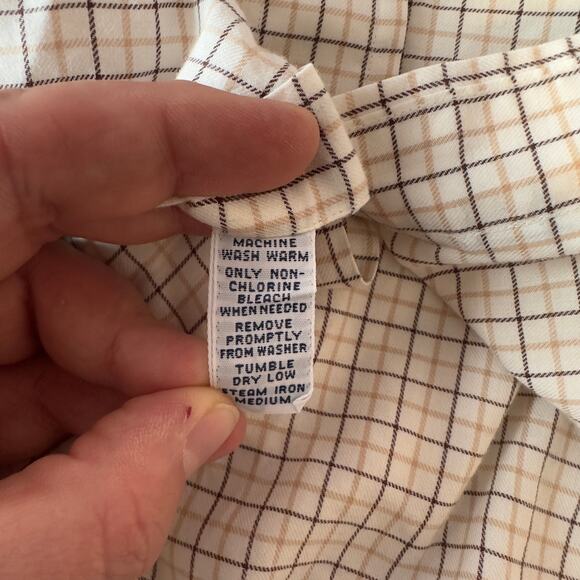 MACHINE
WASH WARM
ONLY NON-
CHLORINE
BLEACH
WHEN NEEDED
REMOVE
PROMPTLY
FROM WASHER
TUMBLE
DRY LOW
STEAM IRON
MEDIUM